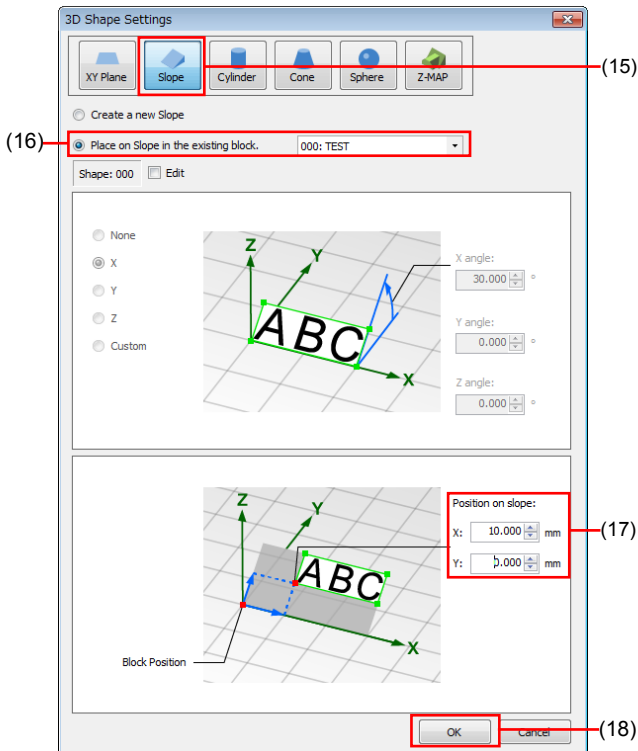 3D Shape Settings
XY Plane Slope Cylinder Cone Sphere Z-MAP
(15)
Create a new Slope
(16)
Place on Slope in the existing block. 000: TEST
Shape: 000 Edit
None
X
Y
Z
Custom
Z
Y
ABC
X
X angle:
30.000 °
Y angle:
0.000 °
Z angle:
0.000 °
Z
Y
ABC
X
Block Position
Position on slope:
X: 10.000 mm
(17)
Y: 0.000 mm
OK Cancel
(18)